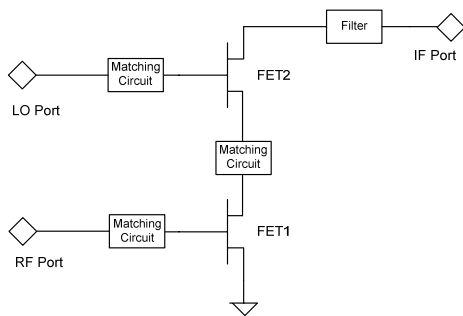 Filter
IF Port
Matching
Circuit
FET2
LO Port
Matching
Circuit
Matching
Circuit
FET1
RF Port